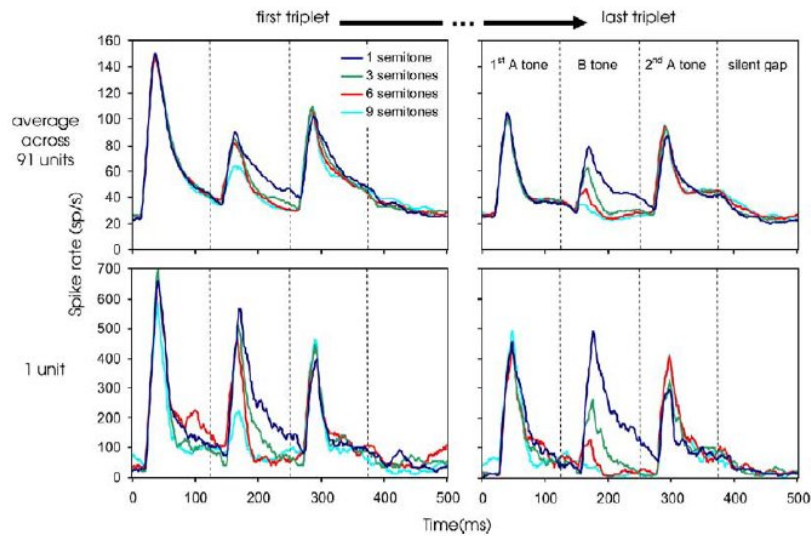 first triplet ... last triplet
160
140
120
100
80
60
40
20
0
1 semitone
3 semitones
6 semitones
9 semitones
1st A tone B tone 2nd A tone silent gap
average
across
91 units
Spike rate (sp/s)
700
600
500
400
300
200
100
0
1 unit
0 100 200 300 400 500 0 100 200 300 400 500
Time(ms)